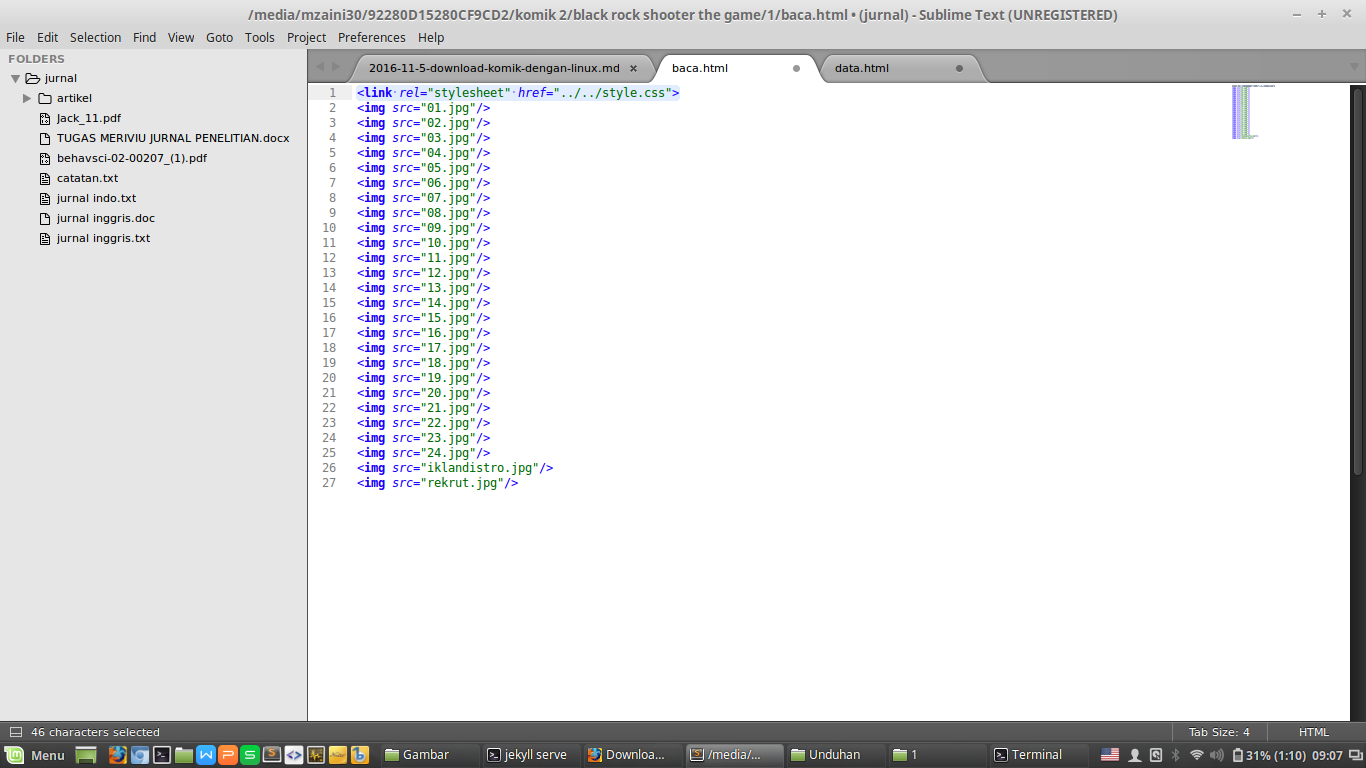 /media/mzaini30/92280D15280CF9CD2/komik 2/black rock shooter the game/1/baca.html • (jurnal) - Sublime Text (UNREGISTERED)
File Edit Selection Find View Goto Tools Project Preferences Help
FOLDERS
jurnal
artikel
Jack_11.pdf
TUGAS MERIVIU JURNAL PENELITIAN.docx
behavsci-02-00207_(1).pdf
catatan.txt
jurnal indo.txt
jurnal inggris.doc
jurnal inggris.txt
2016-11-5-download-komik-dengan-linux.md × baca.html data.html
1 <link rel="stylesheet" href="../../style.css">
2 <img src="01.jpg"/>
3 <img src="02.jpg"/>
4 <img src="03.jpg"/>
5 <img src="04.jpg"/>
6 <img src="05.jpg"/>
7 <img src="06.jpg"/>
8 <img src="07.jpg"/>
9 <img src="08.jpg"/>
10 <img src="09.jpg"/>
11 <img src="10.jpg"/>
12 <img src="11.jpg"/>
13 <img src="12.jpg"/>
14 <img src="13.jpg"/>
15 <img src="14.jpg"/>
16 <img src="15.jpg"/>
17 <img src="16.jpg"/>
18 <img src="17.jpg"/>
19 <img src="18.jpg"/>
20 <img src="19.jpg"/>
21 <img src="20.jpg"/>
22 <img src="21.jpg"/>
23 <img src="22.jpg"/>
24 <img src="23.jpg"/>
25 <img src="24.jpg"/>
26 <img src="iklandistro.jpg"/>
27 <img src="rekrut.jpg"/>
46 characters selected Tab Size: 4 HTML
Menu Gambar jekyll serve Downloa... /media/... Unduhan 1 Terminal 31% (1:10) 09:07